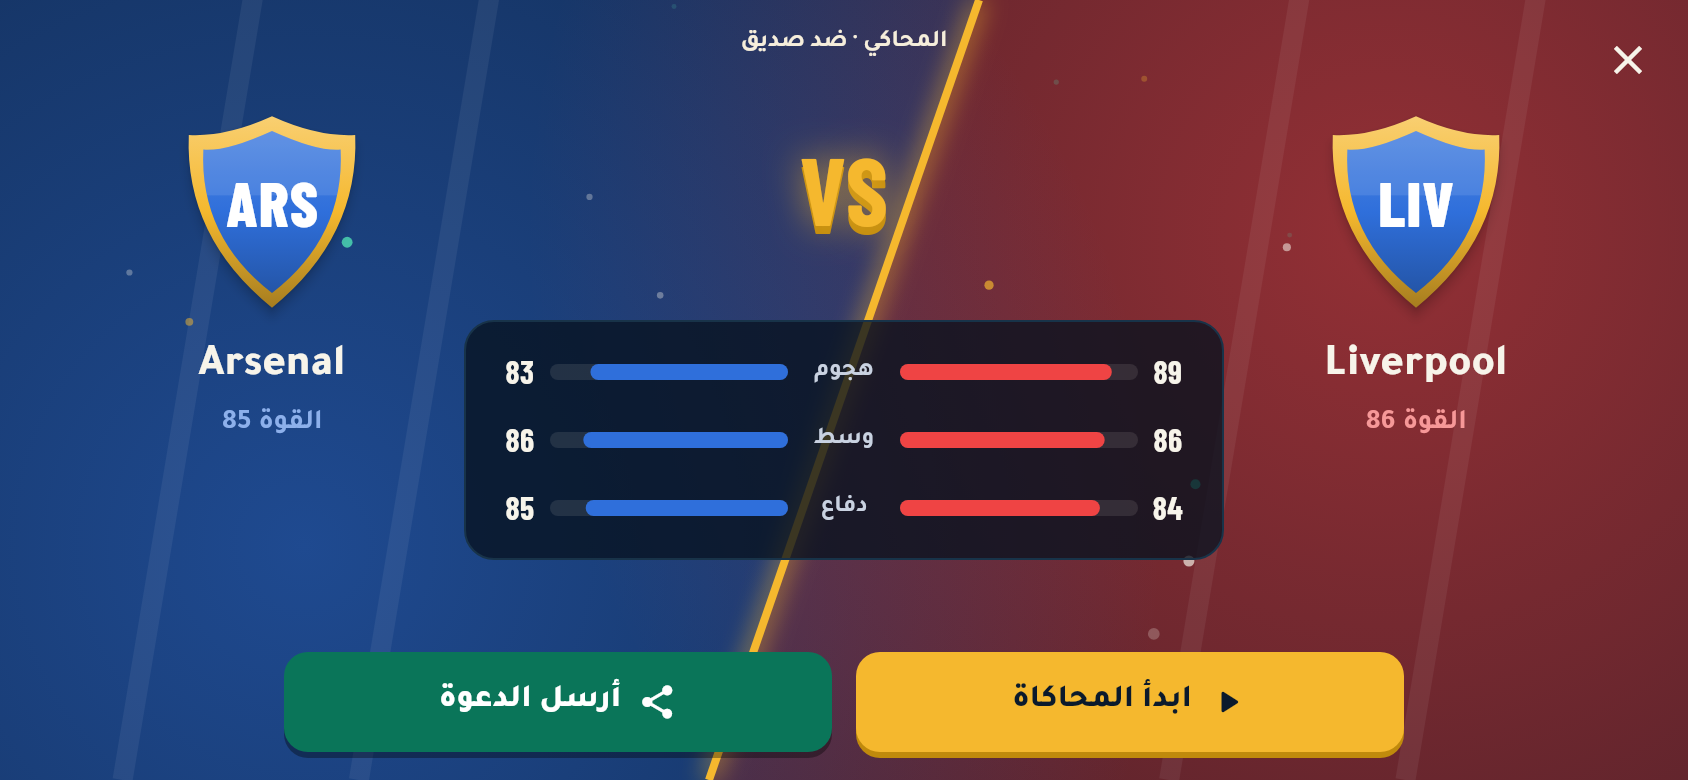 المحاكي · ضد صديق
ARS
VS
LIV
Arsenal
Liverpool
القوة 85
القوة 86
83 هجوم 89
86 وسط 86
85 دفاع 84
أرسل الدعوة
ابدأ المحاكاة